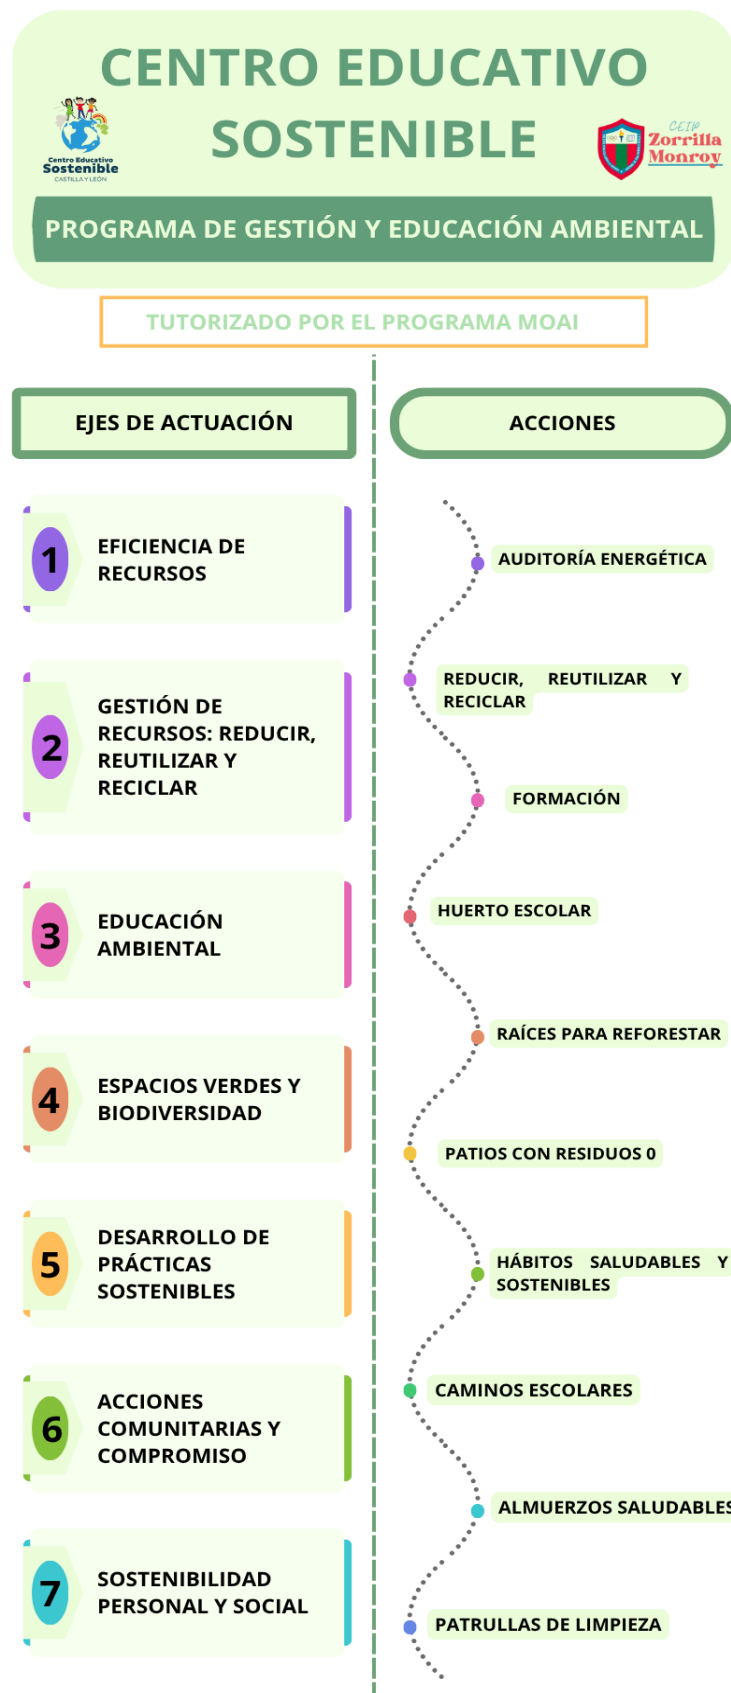 CENTRO EDUCATIVO
SOSTENIBLE
Centro Educativo
Sostenible
CASTILLA Y LEÓN
CEIP
Zorrilla
Monroy
PROGRAMA DE GESTIÓN Y EDUCACIÓN AMBIENTAL
TUTORIZADO POR EL PROGRAMA MOAI
EJES DE ACTUACIÓN
1
EFICIENCIA DE
RECURSOS
2
GESTIÓN DE
RECURSOS: REDUCIR,
REUTILIZAR Y
RECICLAR
3
EDUCACIÓN
AMBIENTAL
4
ESPACIOS VERDES Y
BIODIVERSIDAD
5
DESARROLLO DE
PRÁCTICAS
SOSTENIBLES
6
ACCIONES
COMUNITARIAS Y
COMPROMISO
7
SOSTENIBILIDAD
PERSONAL Y SOCIAL
ACCIONES
AUDITORÍA ENERGÉTICA
REDUCIR, REUTILIZAR Y
RECICLAR
FORMACIÓN
HUERTO ESCOLAR
RAÍCES PARA REFORESTAR
PATIOS CON RESIDUOS 0
HÁBITOS SALUDABLES Y
SOSTENIBLES
CAMINOS ESCOLARES
ALMUERZOS SALUDABLES
PATRULLAS DE LIMPIEZA